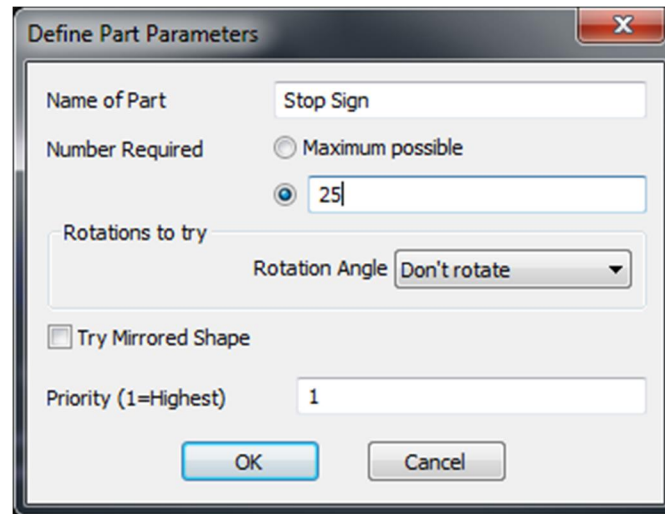 Define Part Parameters
Name of Part Stop Sign
Number Required Maximum possible
25
Rotations to try
Rotation Angle Don't rotate
Try Mirrored Shape
Priority (1=Highest) 1
OK Cancel